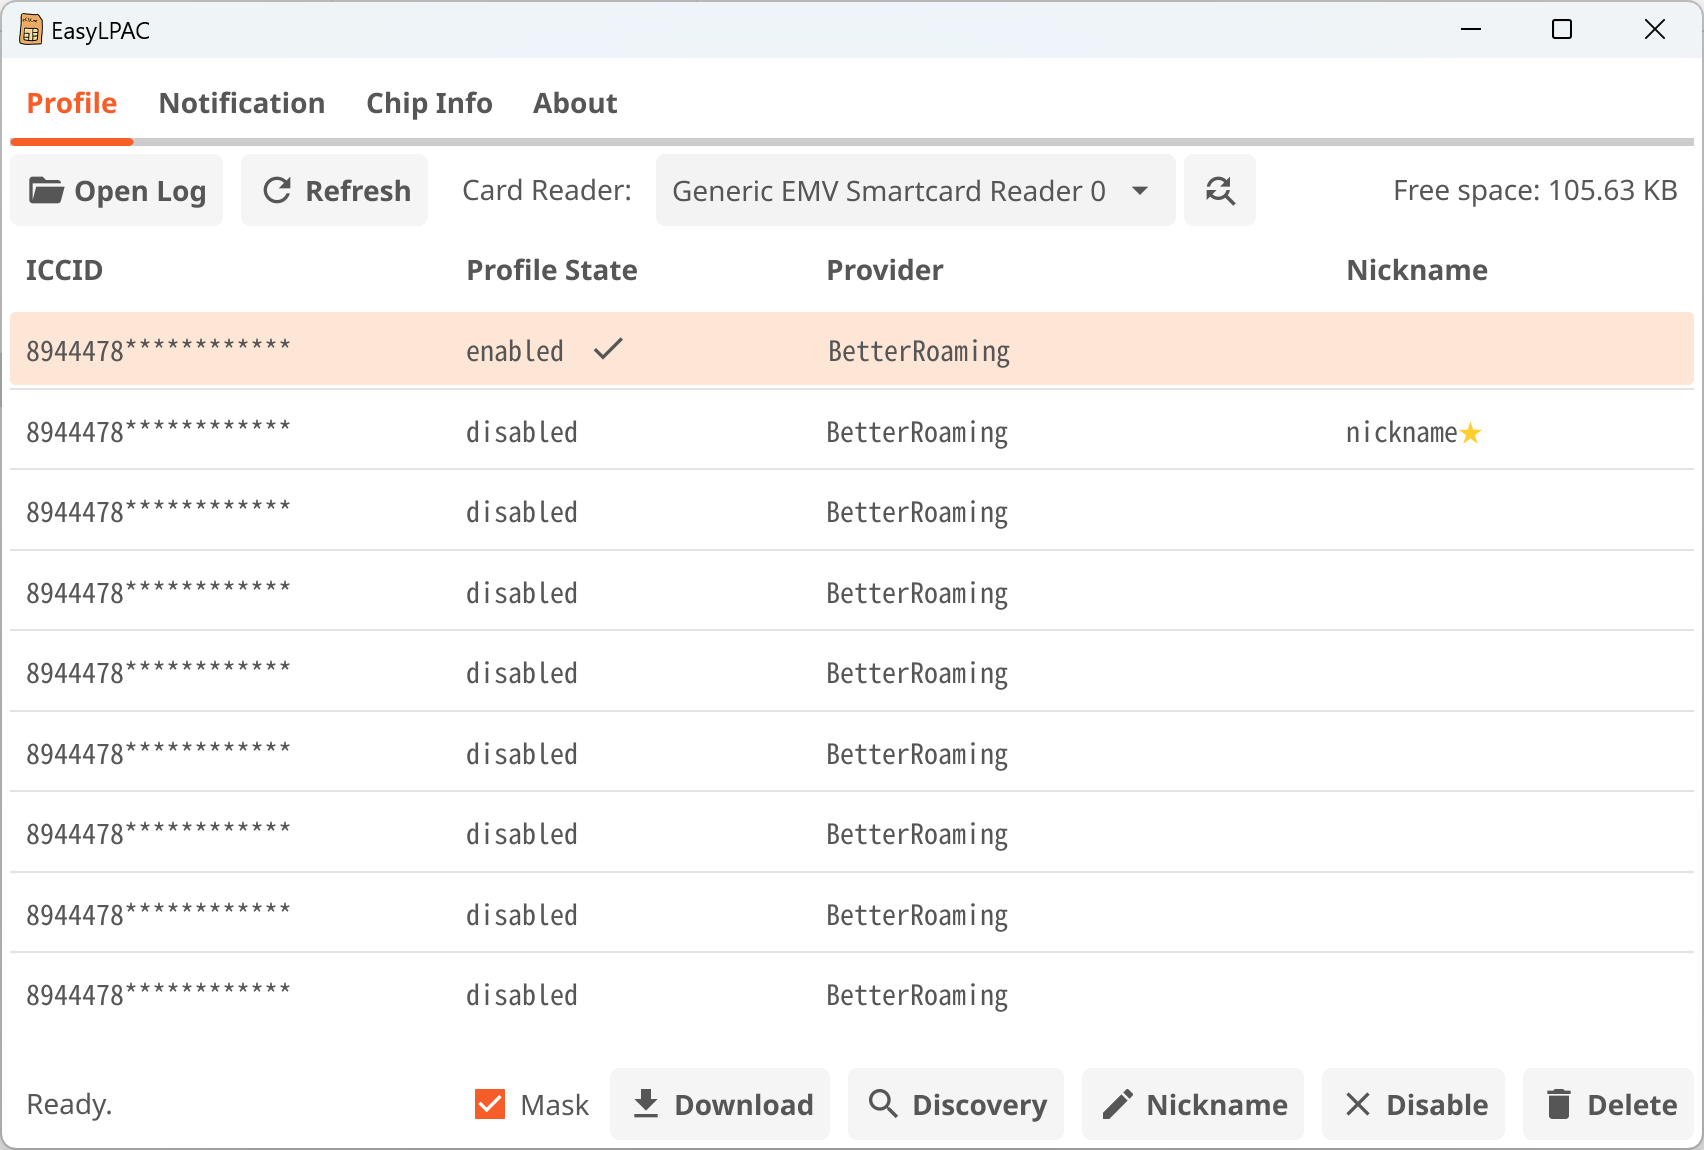 EasyLPAC
Profile Notification Chip Info About
Open Log Refresh Card Reader: Generic EMV Smartcard Reader 0 Free space: 105.63 KB
ICCID Profile State Provider Nickname
8944478************ enabled BetterRoaming
8944478************ disabled BetterRoaming nickname⭐
8944478************ disabled BetterRoaming
8944478************ disabled BetterRoaming
8944478************ disabled BetterRoaming
8944478************ disabled BetterRoaming
8944478************ disabled BetterRoaming
8944478************ disabled BetterRoaming
8944478************ disabled BetterRoaming
Ready. Mask Download Discovery Nickname Disable Delete